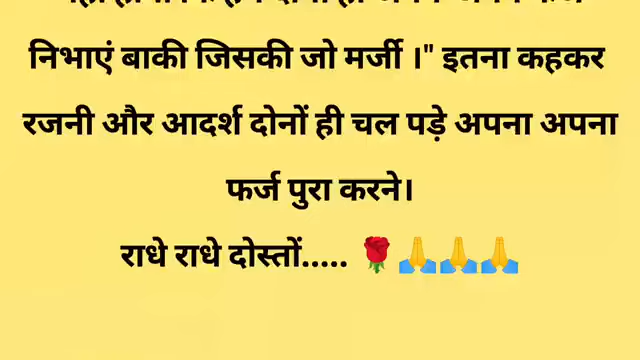 निभाएं बाकी जिसकी जो मर्जी ।" इतना कहकर
रजनी और आदर्श दोनों ही चल पड़े अपना अपना
फर्ज पुरा करने।
राधे राधे दोस्तों..... 🌹🙏🙏🙏